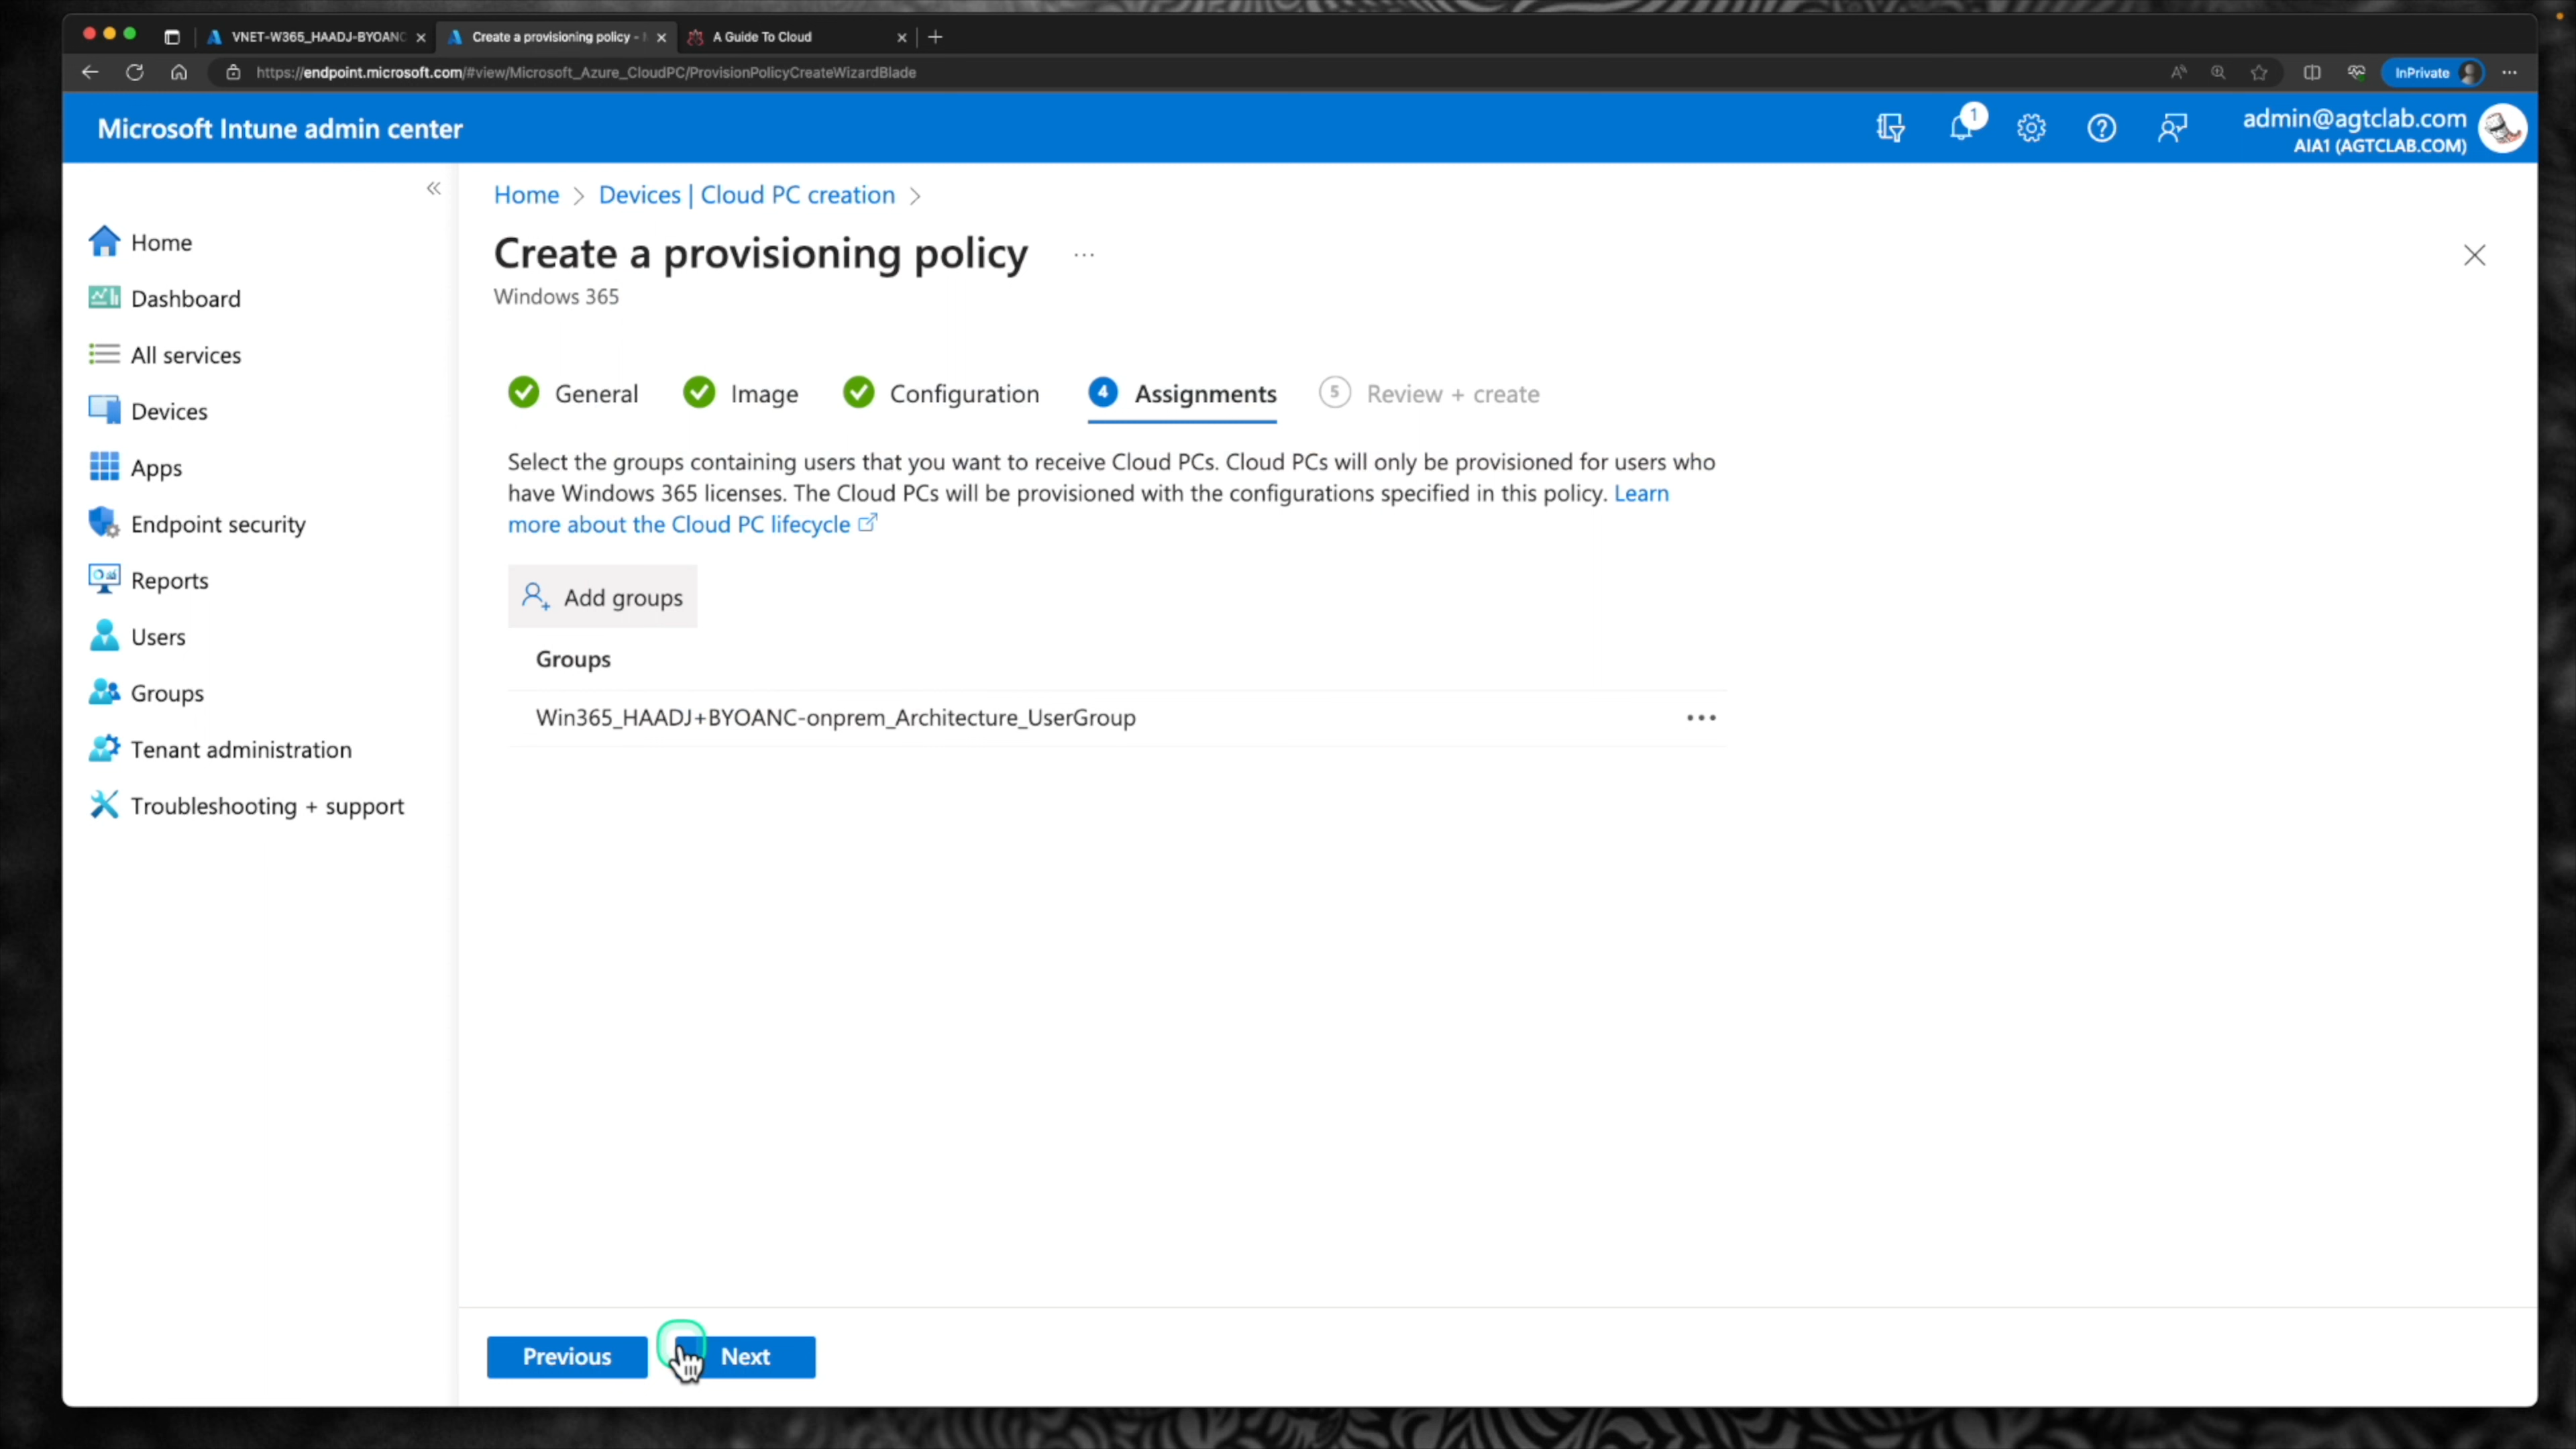 VNET-W365_HAADJ-BYOANC
Create a provisioning policy -
A Guide To Cloud
https://endpoint.microsoft.com/#view/Microsoft_Azure_CloudPC/ProvisionPolicyCreateWizardBlade
InPrivate
Microsoft Intune admin center
1
admin@agtclab.com
AIA1 (AGTCLAB.COM)
Home
Dashboard
All services
Devices
Apps
Endpoint security
Reports
Users
Groups
Tenant administration
Troubleshooting + support
Home > Devices | Cloud PC creation >
Create a provisioning policy ...
Windows 365
General
Image
Configuration
4 Assignments
5 Review + create
Select the groups containing users that you want to receive Cloud PCs. Cloud PCs will only be provisioned for users who
have Windows 365 licenses. The Cloud PCs will be provisioned with the configurations specified in this policy. Learn
more about the Cloud PC lifecycle
Add groups
Groups
Win365_HAADJ+BYOANC-onprem_Architecture_UserGroup
Previous
Next